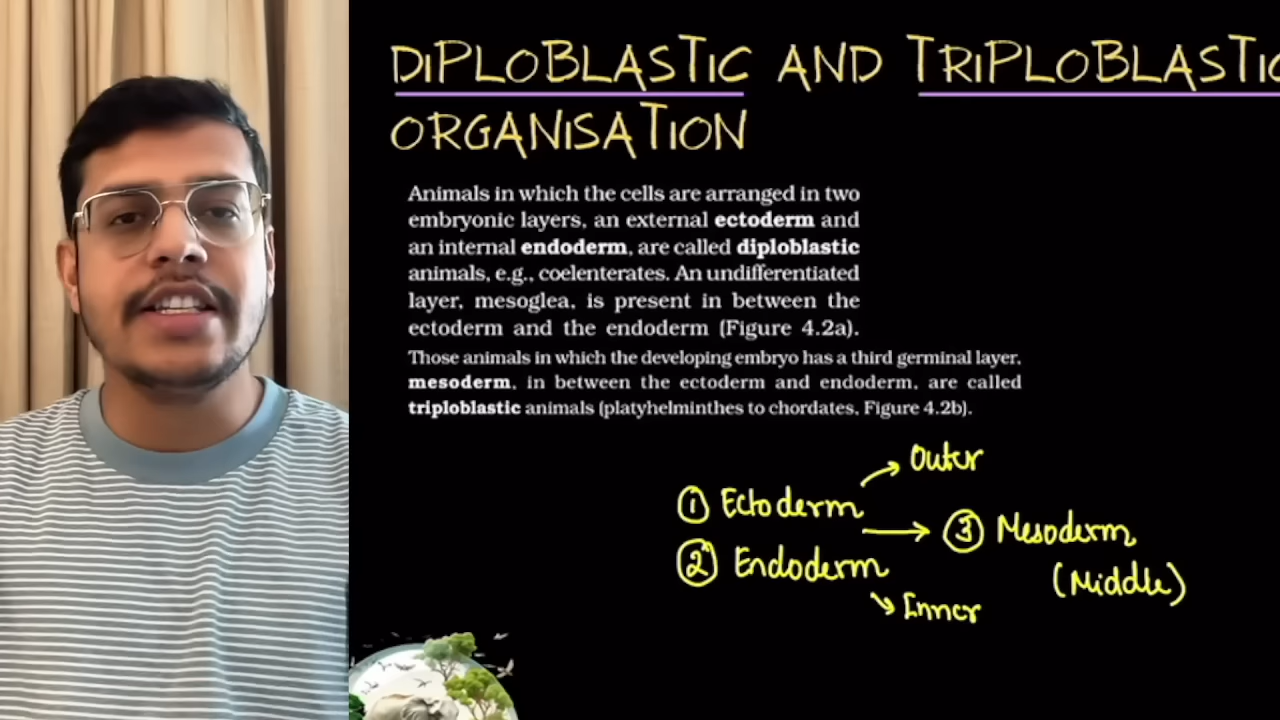 DIPLOBLASTIC AND TRIPLOBLASTIC
ORGANISATION
Animals in which the cells are arranged in two
embryonic layers, an external ectoderm and
an internal endoderm, are called diploblastic
animals, e.g., coelenterates. An undifferentiated
layer, mesoglea, is present in between the
ectoderm and the endoderm (Figure 4.2a).
Those animals in which the developing embryo has a third germinal layer,
mesoderm, in between the ectoderm and endoderm, are called
triploblastic animals (platyhelminthes to chordates, Figure 4.2b).
Outer
① Ectoderm
→ ③ Mesoderm
② Endoderm
(Middle)
Inner